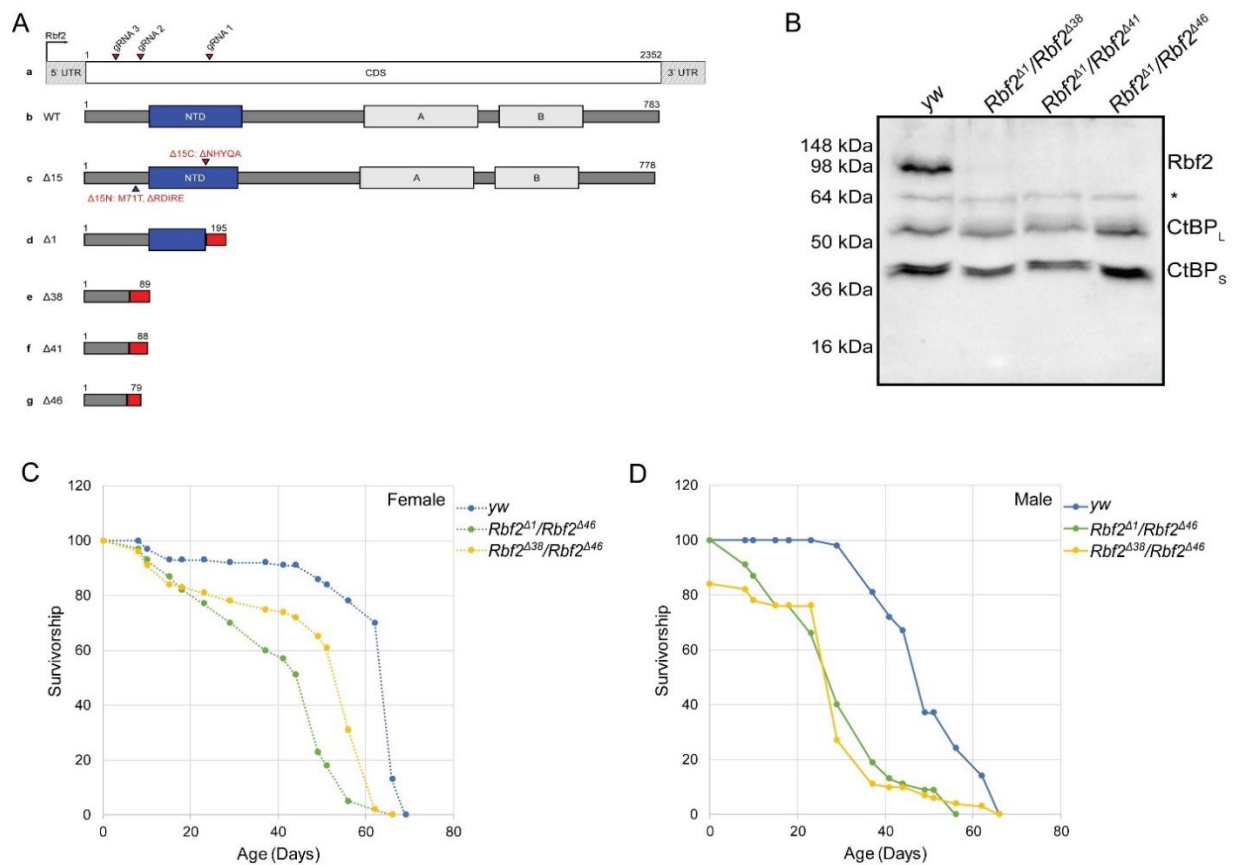 A
Rbf2
gRNA 3
gRNA 2
gRNA 1
1 2352
a 5' UTR CDS 3' UTR
1 783
b WT NTD A B
Δ15C: ΔNHYQA
1 778
c Δ15 NTD A B
Δ15N: M71T, ΔRDIRE
195
1
d Δ1
1 89
e Δ38
1 88
f Δ41
1 79
g Δ46
B
yw
Rbf2Δ1/Rbf2Δ38
Rbf2Δ1/Rbf2Δ41
Rbf2Δ1/Rbf2Δ46
148 kDa
98 kDa
64 kDa
50 kDa
36 kDa
16 kDa
Rbf2
*
CtBPL
CtBPS
C
Female
yw
Rbf2Δ1/Rbf2Δ46
Rbf2Δ38/Rbf2Δ46
Survivorship
120
100
80
60
40
20
0
0 20 40 60 80
Age (Days)
D
Male
yw
Rbf2Δ1/Rbf2Δ46
Rbf2Δ38/Rbf2Δ46
Survivorship
120
100
80
60
40
20
0
0 20 40 60 80
Age (Days)